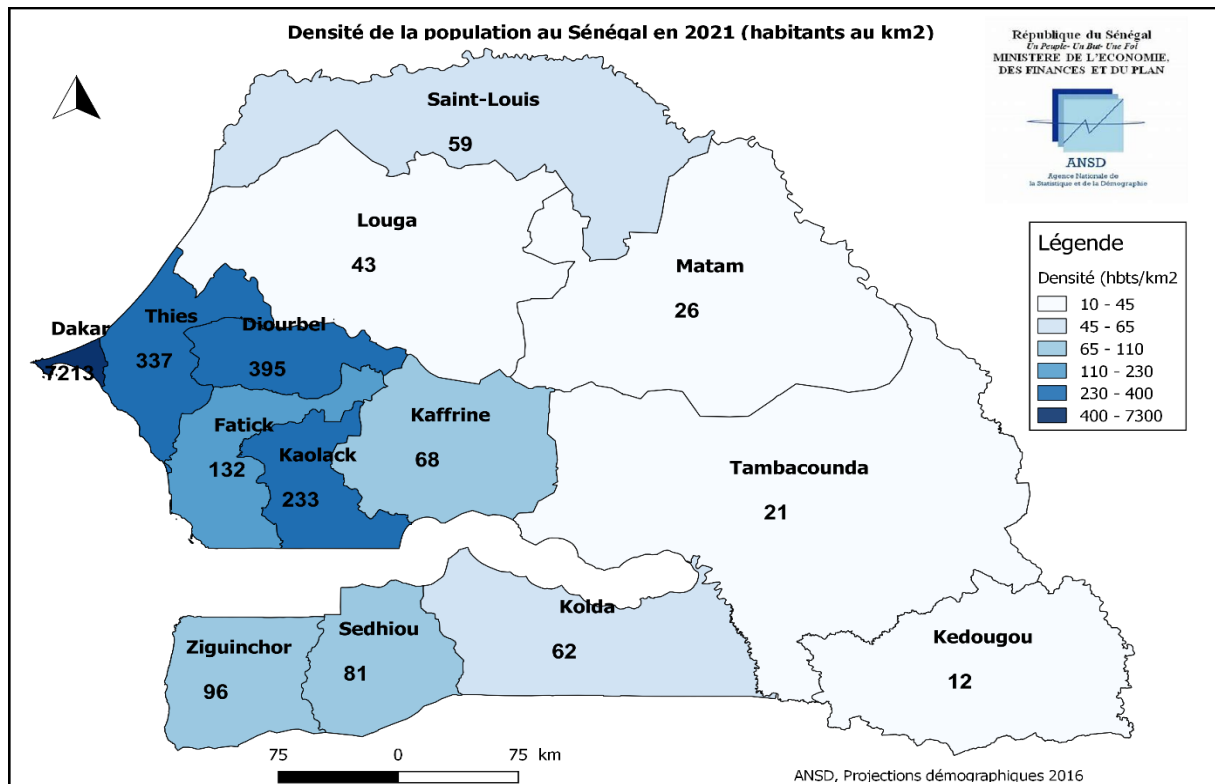 Densité de la population au Sénégal en 2021 (habitants au km2)
République du Sénégal
Un Peuple- Un But- Une Foi
MINISTERE DE L'ECONOMIE,
DES FINANCES ET DU PLAN
ANSD
Agence Nationale de
la Statistique et de la Démographie
Saint-Louis
59
Louga
43
Matam
26
Dakar
7213
Thies
337
Diourbel
395
Fatick
132
Kaolack
233
Kaffrine
68
Tambacounda
21
Ziguinchor
96
Sedhiou
81
Kolda
62
Kedougou
12
Légende
Densité (hbts/km2
10 - 45
45 - 65
65 - 110
110 - 230
230 - 400
400 - 7300
75 0 75 km
ANSD, Projections démographiques 2016